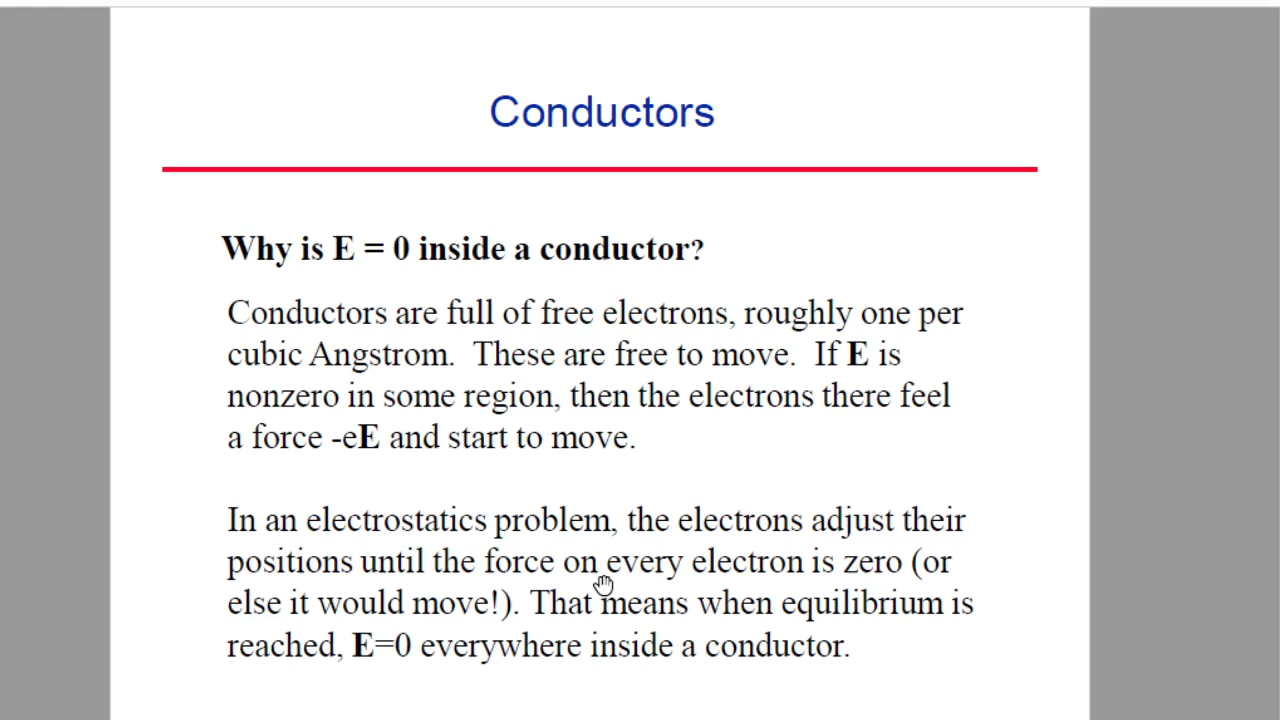 Conductors
Why is E = 0 inside a conductor?
Conductors are full of free electrons, roughly one per
cubic Angstrom.  These are free to move.  If E is
nonzero in some region, then the electrons there feel
a force -eE and start to move.
In an electrostatics problem, the electrons adjust their
positions until the force on every electron is zero (or
else it would move!). That means when equilibrium is
reached, E=0 everywhere inside a conductor.